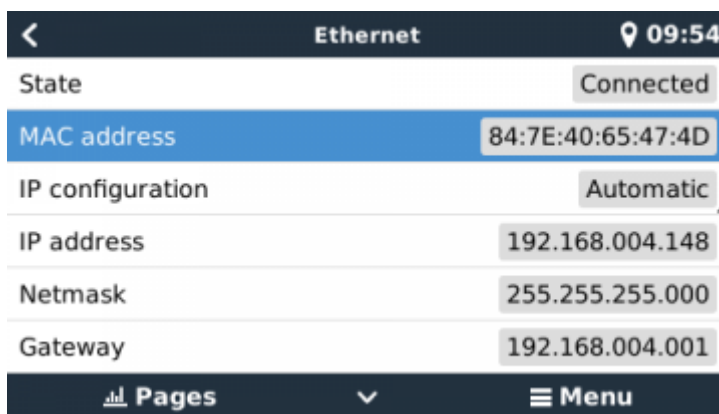 Ethernet 09:54
State Connected
MAC address 84:7E:40:65:47:4D
IP configuration Automatic
IP address 192.168.004.148
Netmask 255.255.255.000
Gateway 192.168.004.001
Pages Menu